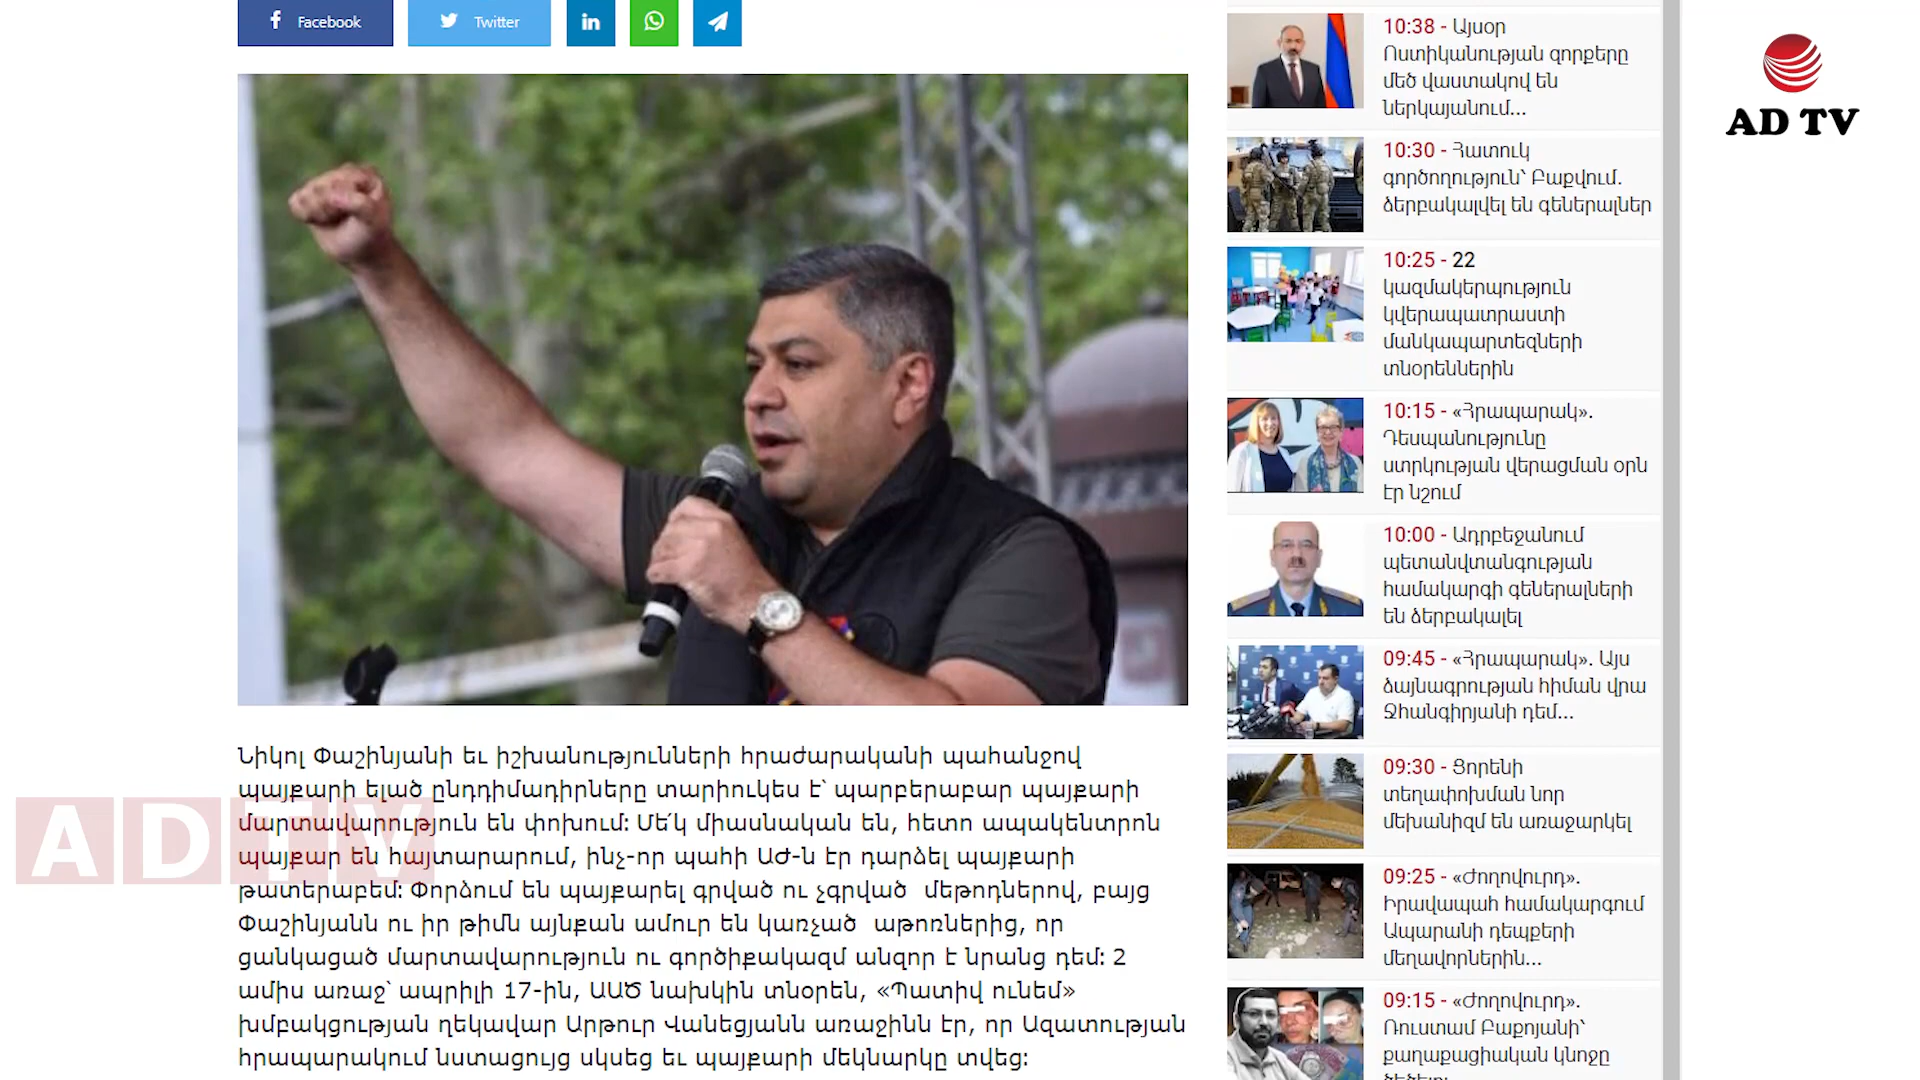 Facebook
Twitter
in
AD TV
Նիկոլ Փաշինյանի եւ իշխանությունների հրաժարականի պահանջով
պայքարի ելած ընդդիմադիրները տարիուկես է՝ պարբերաբար պայքարի
մարտավարություն են փոխում: Մե՛կ միասնական են, հետո ապակենտրոն
պայքար են հայտարարում, ինչ-որ պահի ԱԺ-ն էր դարձել պայքարի
թատերաբեմ: Փորձում են պայքարել գրված ու չգրված մեթոդներով, բայց
Փաշինյանն ու իր թիմն այնքան ամուր են կառչած աթոռներից, որ
ցանկացած մարտավարություն ու գործիքակազմ անզոր է նրանց դեմ: 2
ամիս առաջ՝ ապրիլի 17-ին, ԱԱԾ նախկին տնօրեն, «Պատիվ ունեմ»
խմբակցության ղեկավար Արթուր Վանեցյանն առաջինն էր, որ Ազատության
հրապարակում նստացույց սկսեց եւ պայքարի մեկնարկը տվեց:
ADTV
10:38 - Այսօր
Ոստիկանության զորքերը
մեծ վաստակով են
ներկայանում...
10:30 - Հատուկ
գործողություն՝ Բաքվում.
ձերբակալվել են գեներալներ
10:25 - 22
կազմակերպություն
կվերապատրաստի
մանկապարտեզների
տնօրեններին
10:15 - «Հրապարակ».
Դեսպանությունը
ստրկության վերացման օրն
էր նշում
10:00 - Ադրբեջանում
պետանվտանգության
համակարգի գեներալների
են ձերբակալել
09:45 - «Հրապարակ». Այս
ձայնագրության հիման վրա
Ջհանգիրյանի դեմ...
09:30 - Ցորենի
տեղափոխման նոր
մեխանիզմ են առաջարկել
09:25 - «Ժողովուրդ».
Իրավապահ համակարգում
Ապարանի դեպքերի
մեղավորներին...
09:15 - «Ժողովուրդ».
Ռուստամ Բաքոյանի՝
քաղաքացիական կնոջը